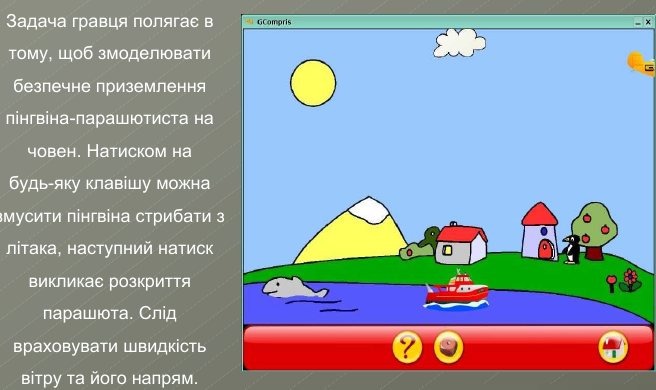 Задача гравця полягає в
тому, щоб змоделювати
безпечне приземлення
пінгвіна-парашютиста на
човен. Натиском на
будь-яку клавішу можна
змусити пінгвіна стрибати з
літака, наступний натиск
викликає розкриття
парашюта. Слід
враховувати швидкість
вітру та його напрям.
GCompris
?